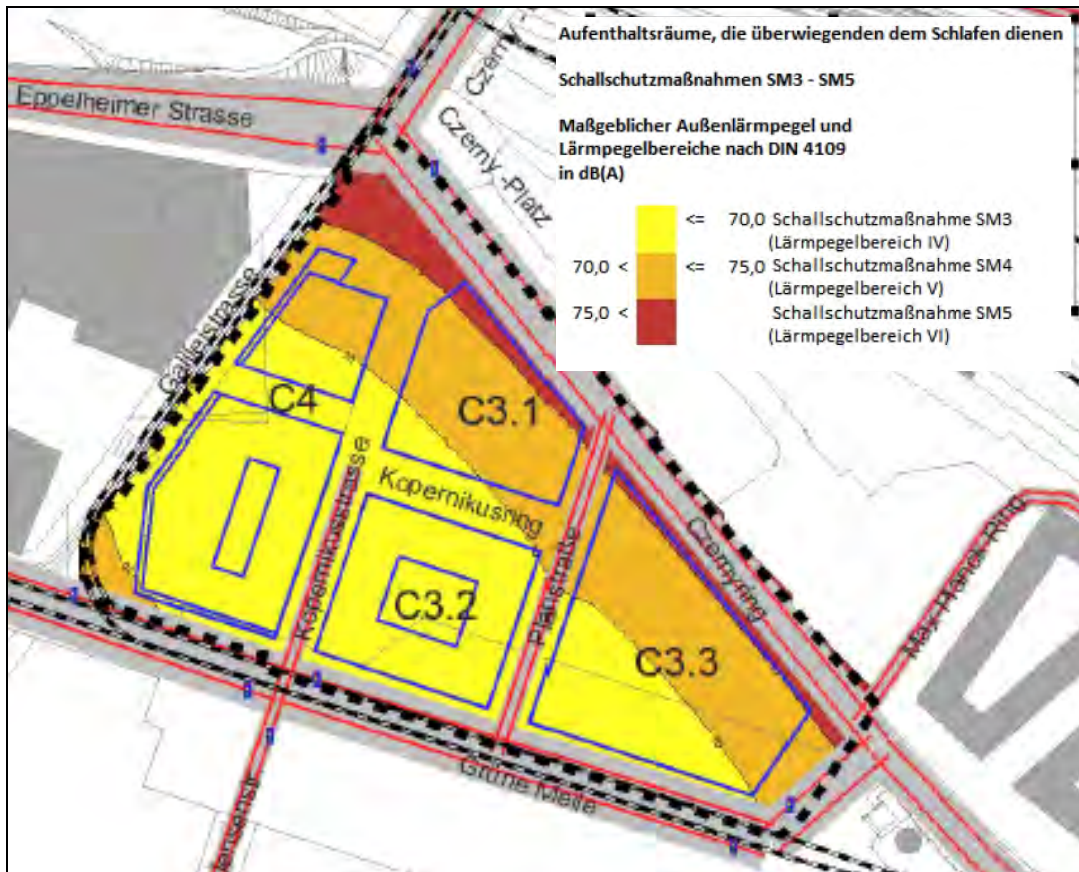 Aufenthaltsräume, die überwiegenden dem Schlafen dienen
Schallschutzmaßnahmen SM3 - SM5
Maßgeblicher Außenlärmpegel und
Lärmpegelbereiche nach DIN 4109
in dB(A)
<= 70,0 Schallschutzmaßnahme SM3
(Lärmpegelbereich IV)
70,0 < <= 75,0 Schallschutzmaßnahme SM4
(Lärmpegelbereich V)
75,0 < Schallschutzmaßnahme SM5
(Lärmpegelbereich VI)
Eppelheimer Strasse
Czerny
Czerny-Platz
Gallestrasse
C4
C3.1
Kopernikusstrasse
Kopernikusring
C3.2
Planstraße
Czernyring
Max-Planck-Ring
C3.3
Grüne Meile